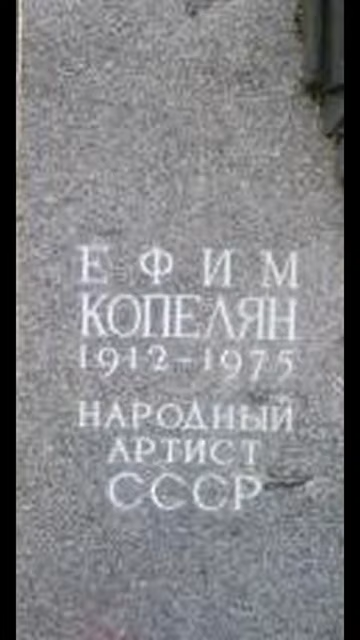 ЕФИМ
КОПЕЛЯН
1912-1975
НАРОДНЫЙ
АРТИСТ
СССР